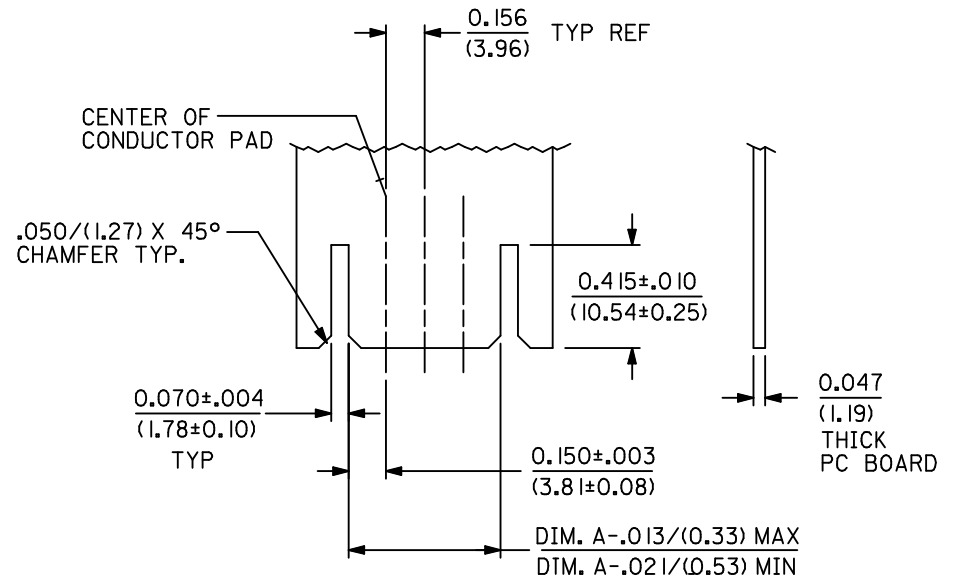 0.156
(3.96)
TYP REF
CENTER OF
CONDUCTOR PAD
.050/(1.27) X 45°
CHAMFER TYP.
0.415±.010
(10.54±0.25)
0.070±.004
(1.78±0.10)
TYP
0.047
(1.19)
THICK
PC BOARD
0.150±.003
(3.81±0.08)
DIM. A-.013/(0.33) MAX
DIM. A-.021/(0.53) MIN